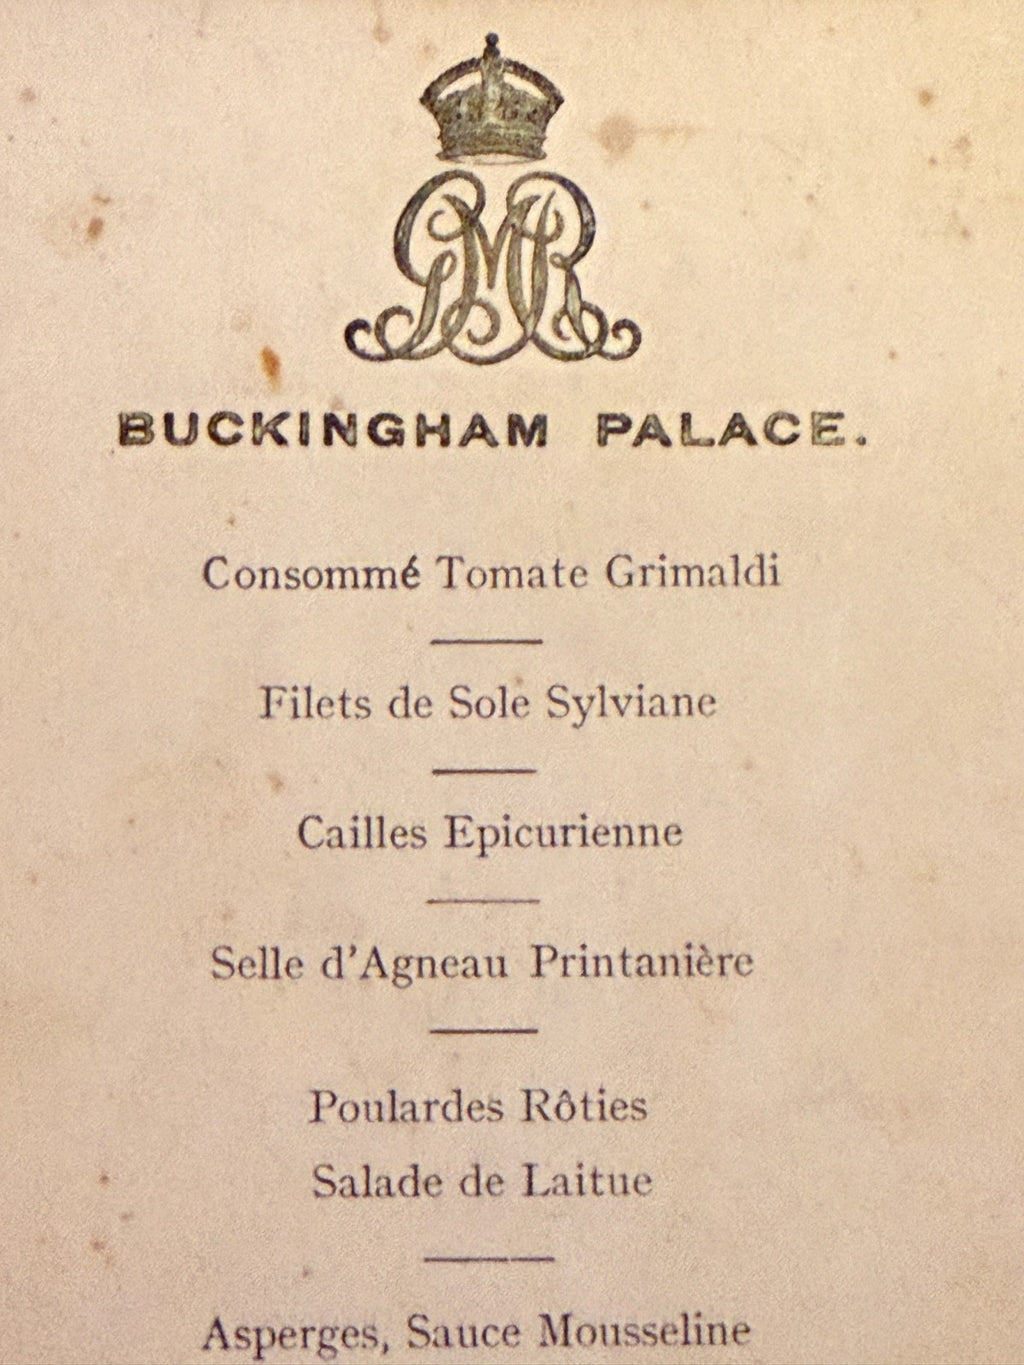 GMR
BUCKINGHAM PALACE.
Consommé Tomate Grimaldi
Filets de Sole Sylviane
Cailles Epicurienne
Selle d'Agneau Printanière
Poulardes Rôties
Salade de Laitue
Asperges, Sauce Mousseline